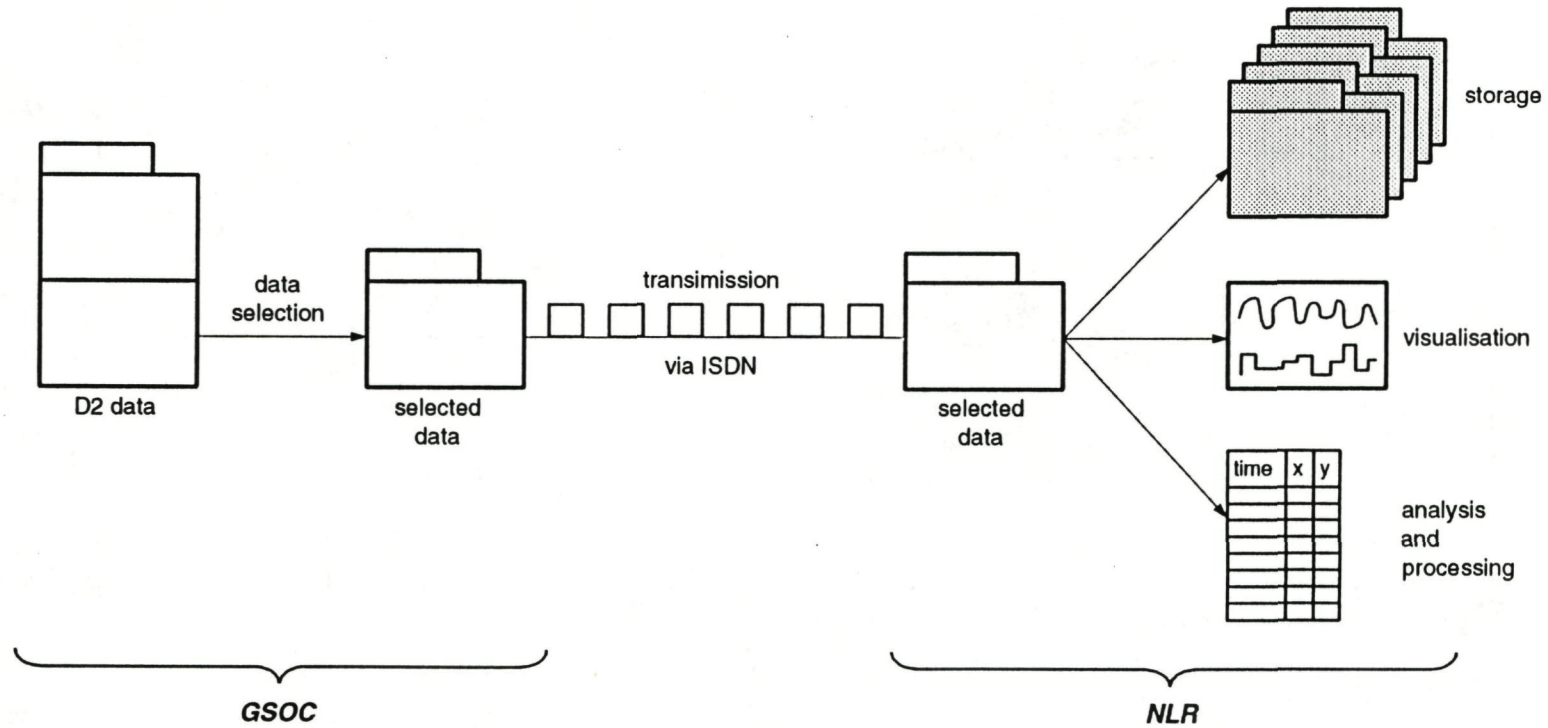 storage
data
selection
transimission
via ISDN
visualisation
D2 data
selected
data
selected
data
time x y
analysis
and
processing
GSOC
NLR